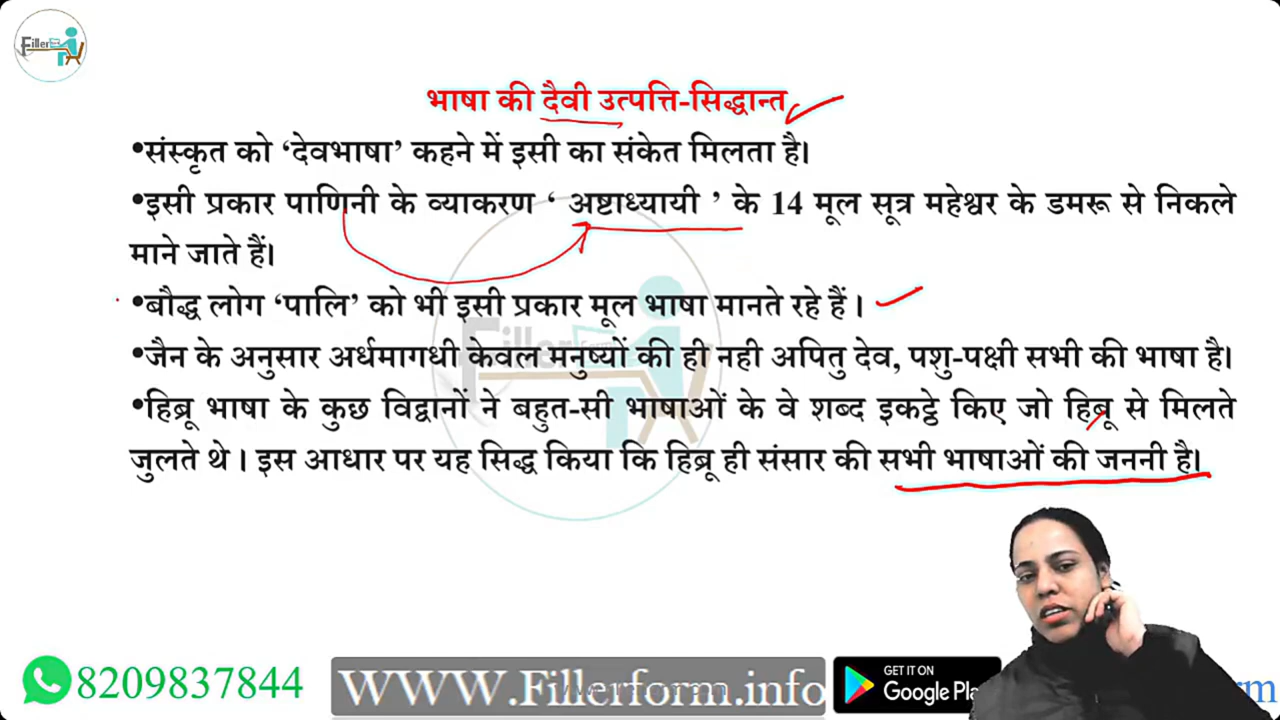 Fillerform
भाषा की दैवी उत्पत्ति-सिद्धान्त
•संस्कृत को ‘देवभाषा’ कहने में इसी का संकेत मिलता है।
•इसी प्रकार पाणिनी के व्याकरण ‘ अष्टाध्यायी ’ के 14 मूल सूत्र महेश्वर के डमरू से निकले
माने जाते हैं।
•बौद्ध लोग ‘पालि’ को भी इसी प्रकार मूल भाषा मानते रहे हैं ।
•जैन के अनुसार अर्धमागधी केवल मनुष्यों की ही नही अपितु देव, पशु-पक्षी सभी की भाषा है।
•हिब्रू भाषा के कुछ विद्वानों ने बहुत-सी भाषाओं के वे शब्द इकट्ठे किए जो हिब्रू से मिलते
जुलते थे । इस आधार पर यह सिद्ध किया कि हिब्रू ही संसार की सभी भाषाओं की जननी है।
8209837844
WWW.Fillerform.info
GET IT ON
Google Pla
rm